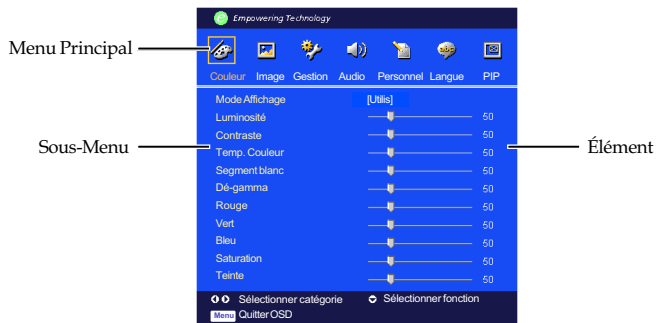 Empowering Technology
Menu Principal
Couleur Image Gestion Audio Personnel Langue PIP
Mode Affichage [Utilis]
Luminosité 50
Contraste 50
Sous-Menu
Temp. Couleur 50
Élément
Segment blanc 50
Dé-gamma 50
Rouge 50
Vert 50
Bleu 50
Saturation 50
Teinte 50
Sélectionner catégorie Sélectionner fonction
Menu Quitter OSD